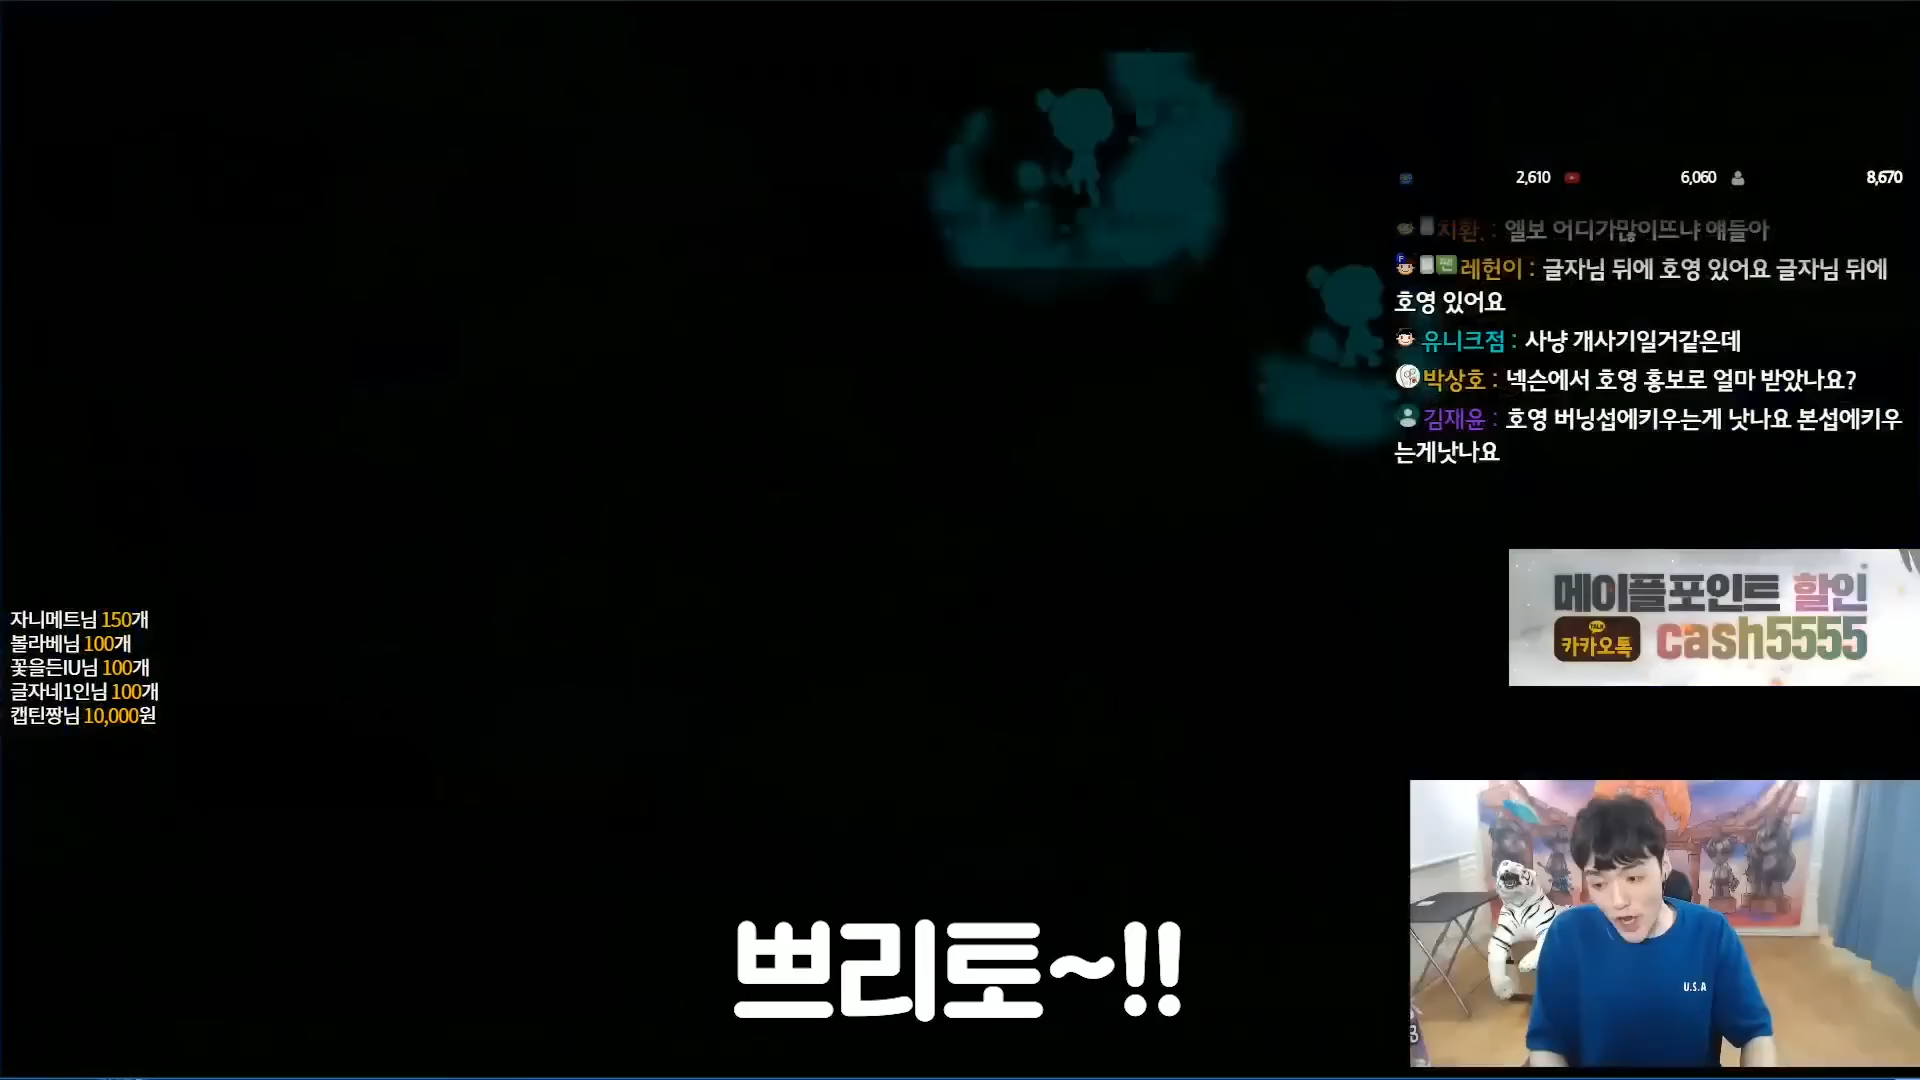 2,610 6,060 8,670
치환. : 엘보 어디가많이뜨냐 얘들아
팬 레헌이 : 글자님 뒤에 호영 있어요 글자님 뒤에
호영 있어요
유니크점 : 사냥 개사기일거같은데
박상호 : 넥슨에서 호영 홍보로 얼마 받았나요?
김재윤 : 호영 버닝섭에키우는게 낫나요 본섭에키우
는게낫나요
메이플포인트 할인
TALK
카카오톡 cash5555
자니메트님 150개
볼라베님 100개
꽃을든IU님 100개
글자네1인님 100개
캡틴짱님 10,000원
쁘리토~!!
U.S.A